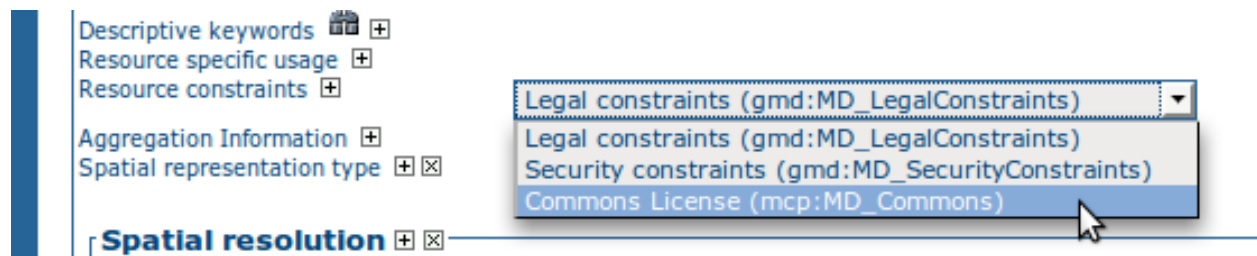 Descriptive keywords
Resource specific usage
Resource constraints
Legal constraints (gmd:MD_LegalConstraints)
Legal constraints (gmd:MD_LegalConstraints)
Security constraints (gmd:MD_SecurityConstraints)
Commons License (mcp:MD_Commons)
Aggregation Information
Spatial representation type
Spatial resolution